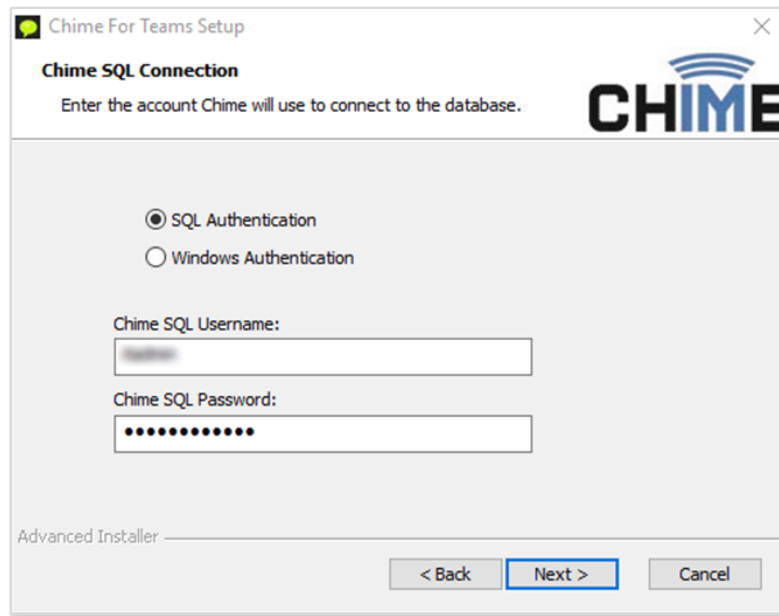 Chime For Teams Setup
Chime SQL Connection
Enter the account Chime will use to connect to the database.
CHIME
SQL Authentication
Windows Authentication
Chime SQL Username:
Chime SQL Password:
••••••••••••
Advanced Installer
< Back Next > Cancel